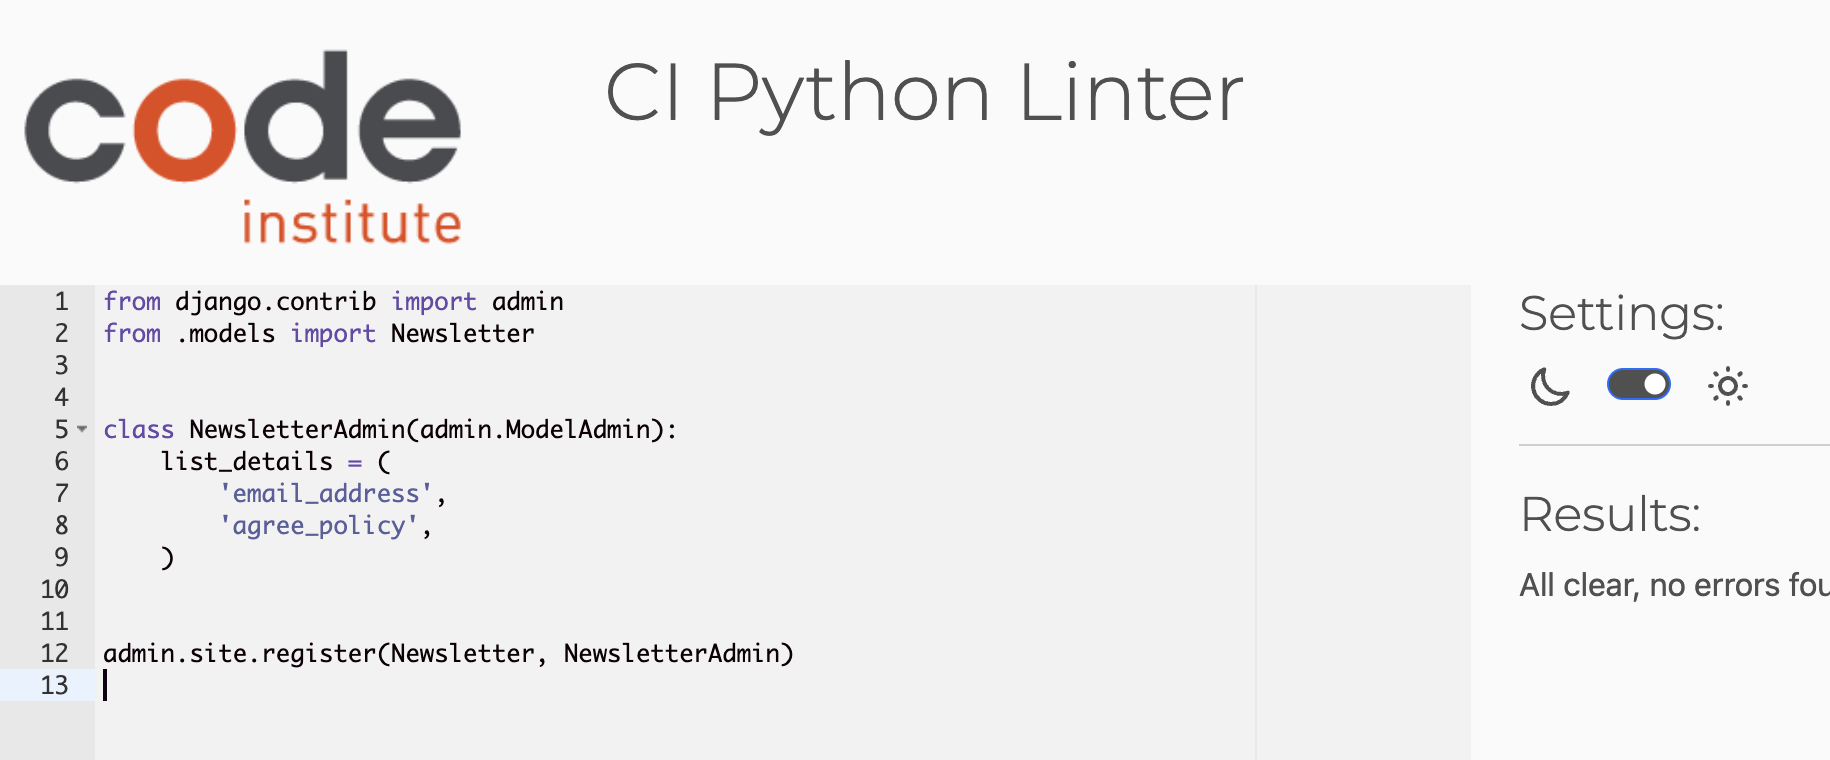 code
institute
CI Python Linter
1 from django.contrib import admin
2 from .models import Newsletter
3
4
5 class NewsletterAdmin(admin.ModelAdmin):
6     list_details = (
7         'email_address',
8         'agree_policy',
9     )
10
11
12 admin.site.register(Newsletter, NewsletterAdmin)
13
Settings:
Results:
All clear, no errors fou